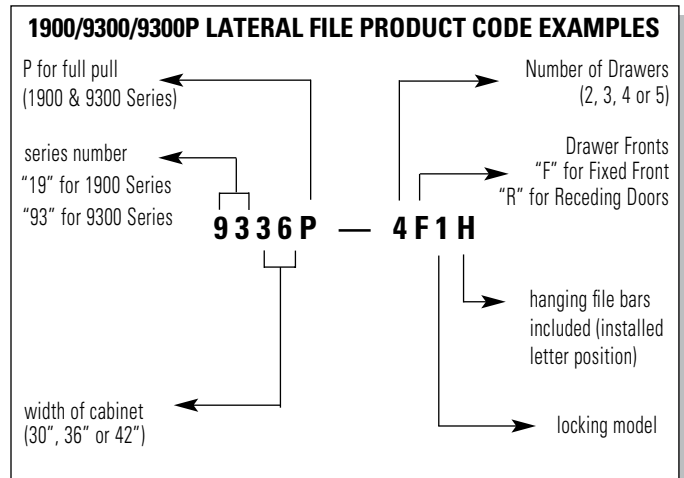 1900/9300/9300P LATERAL FILE PRODUCT CODE EXAMPLES
P for full pull
(1900 & 9300 Series)
Number of Drawers
(2, 3, 4 or 5)
series number
“19” for 1900 Series
“93” for 9300 Series
Drawer Fronts
“F” for Fixed Front
“R” for Receding Doors
9336P — 4F1H
hanging file bars
included (installed
letter position)
width of cabinet
(30”, 36” or 42”)
locking model